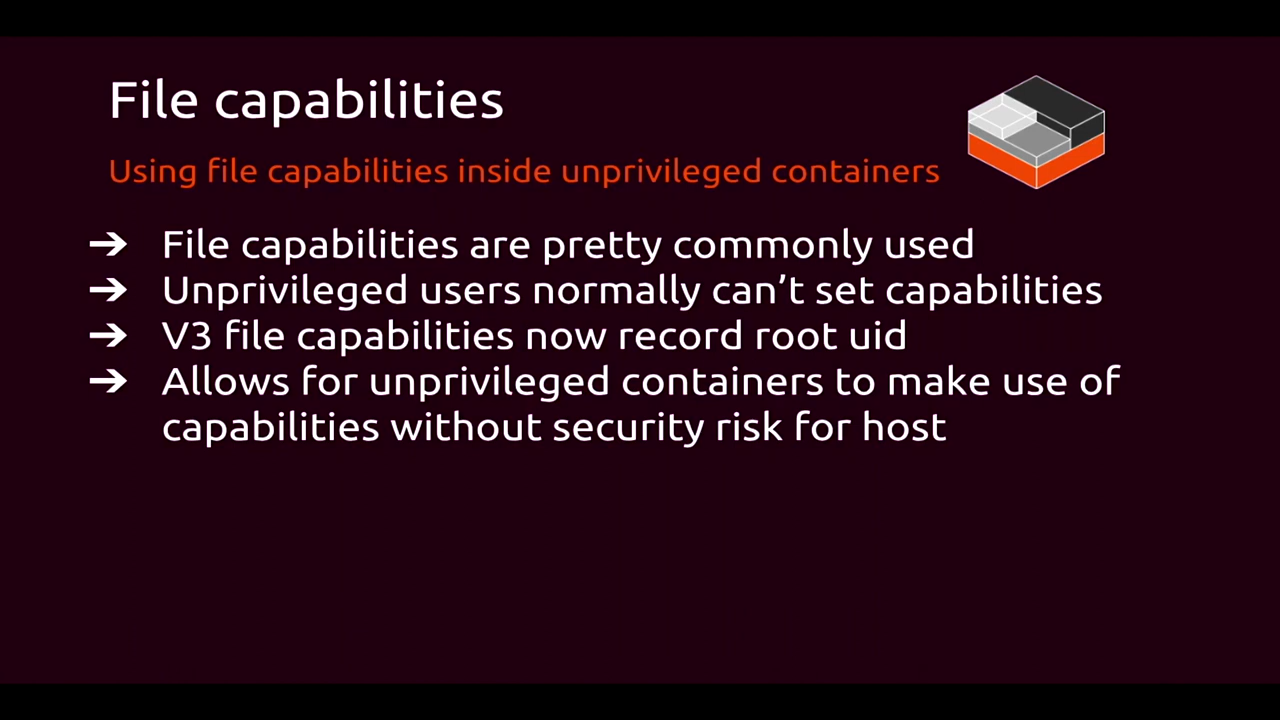 File capabilities
Using file capabilities inside unprivileged containers
➔ File capabilities are pretty commonly used
➔ Unprivileged users normally can’t set capabilities
➔ V3 file capabilities now record root uid
➔ Allows for unprivileged containers to make use of
capabilities without security risk for host